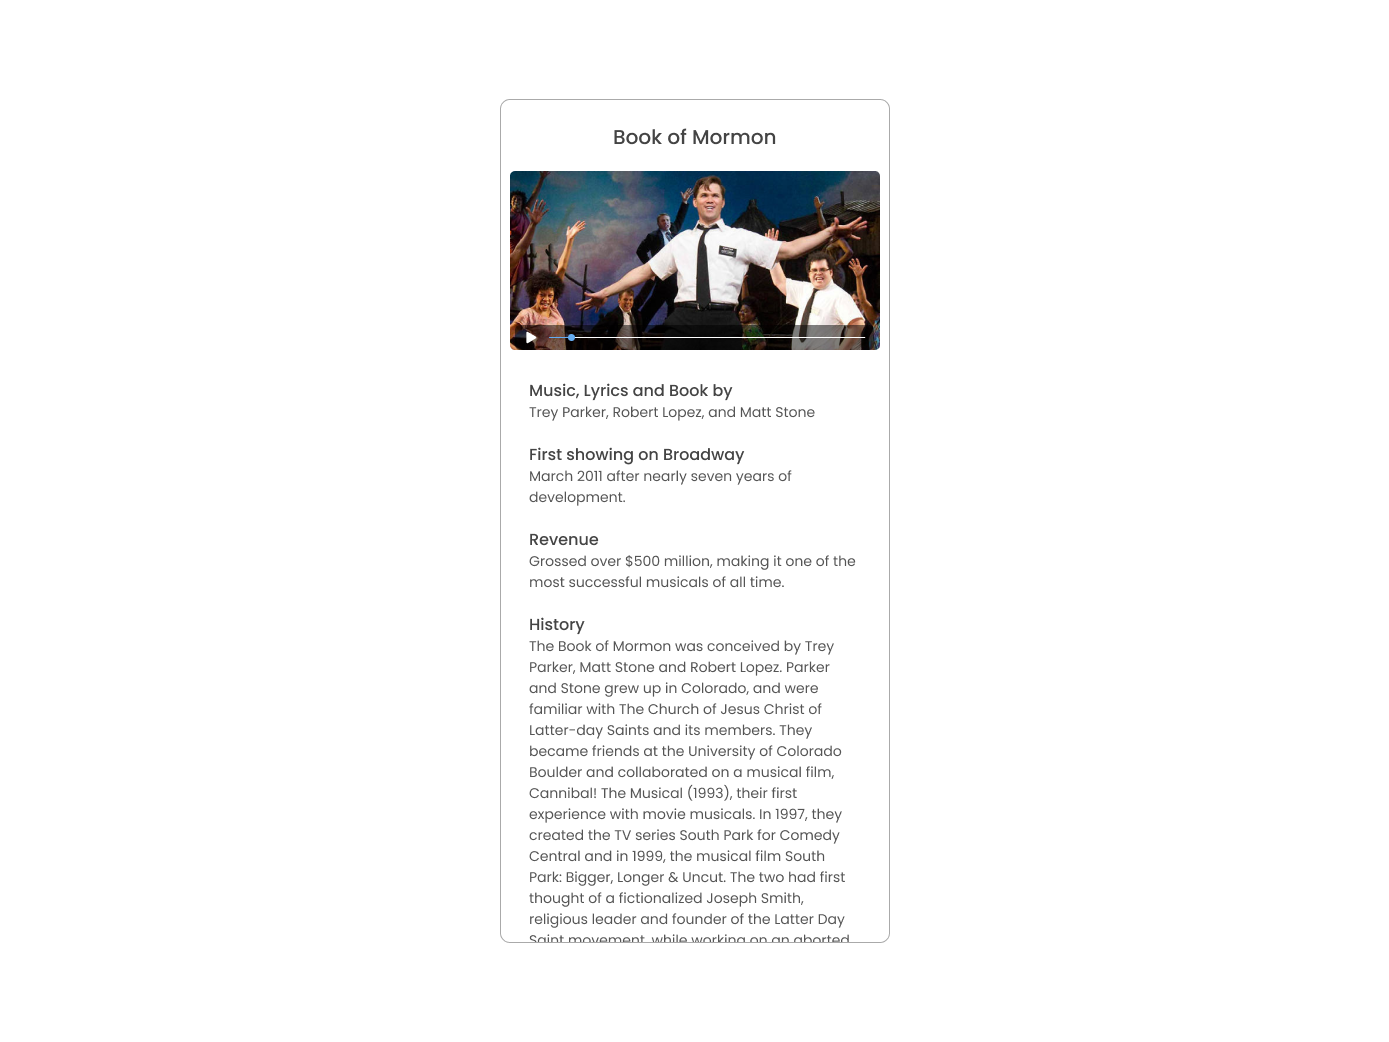 Book of Mormon
Music, Lyrics and Book by
Trey Parker, Robert Lopez, and Matt Stone
First showing on Broadway
March 2011 after nearly seven years of
development.
Revenue
Grossed over $500 million, making it one of the
most successful musicals of all time.
History
The Book of Mormon was conceived by Trey
Parker, Matt Stone and Robert Lopez. Parker
and Stone grew up in Colorado, and were
familiar with The Church of Jesus Christ of
Latter-day Saints and its members. They
became friends at the University of Colorado
Boulder and collaborated on a musical film,
Cannibal! The Musical (1993), their first
experience with movie musicals. In 1997, they
created the TV series South Park for Comedy
Central and in 1999, the musical film South
Park: Bigger, Longer & Uncut. The two had first
thought of a fictionalized Joseph Smith,
religious leader and founder of the Latter Day
Saint movement, while working on an aborted